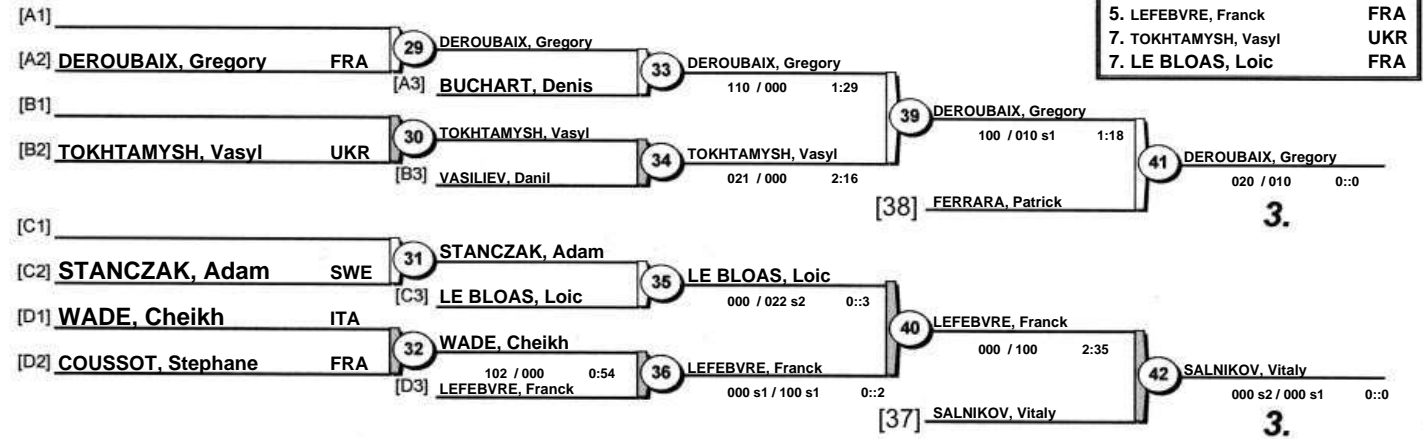 5. LEFEBVRE, Franck FRA
7. TOKHTAMYSH, Vasyl UKR
7. LE BLOAS, Loic FRA
[A1]
[A2] DEROUBAIX, Gregory FRA
29 DEROUBAIX, Gregory
[A3] BUCHART, Denis
33 DEROUBAIX, Gregory
110 / 000 1:29
[B1]
[B2] TOKHTAMYSH, Vasyl UKR
30 TOKHTAMYSH, Vasyl
[B3] VASILIEV, Danil
34 TOKHTAMYSH, Vasyl
021 / 000 2:16
39 DEROUBAIX, Gregory
100 / 010 s1 1:18
[38] FERRARA, Patrick
41 DEROUBAIX, Gregory
020 / 010 0::0
3.
[C1]
[C2] STANCZAK, Adam SWE
31 STANCZAK, Adam
[C3] LE BLOAS, Loic
35 LE BLOAS, Loic
000 / 022 s2 0::3
[D1] WADE, Cheikh ITA
[D2] COUSSOT, Stephane FRA
32 WADE, Cheikh
102 / 000 0:54
[D3] LEFEBVRE, Franck
36 LEFEBVRE, Franck
000 s1 / 100 s1 0::2
40 LEFEBVRE, Franck
000 / 100 2:35
[37] SALNIKOV, Vitaly
42 SALNIKOV, Vitaly
000 s2 / 000 s1 0::0
3.